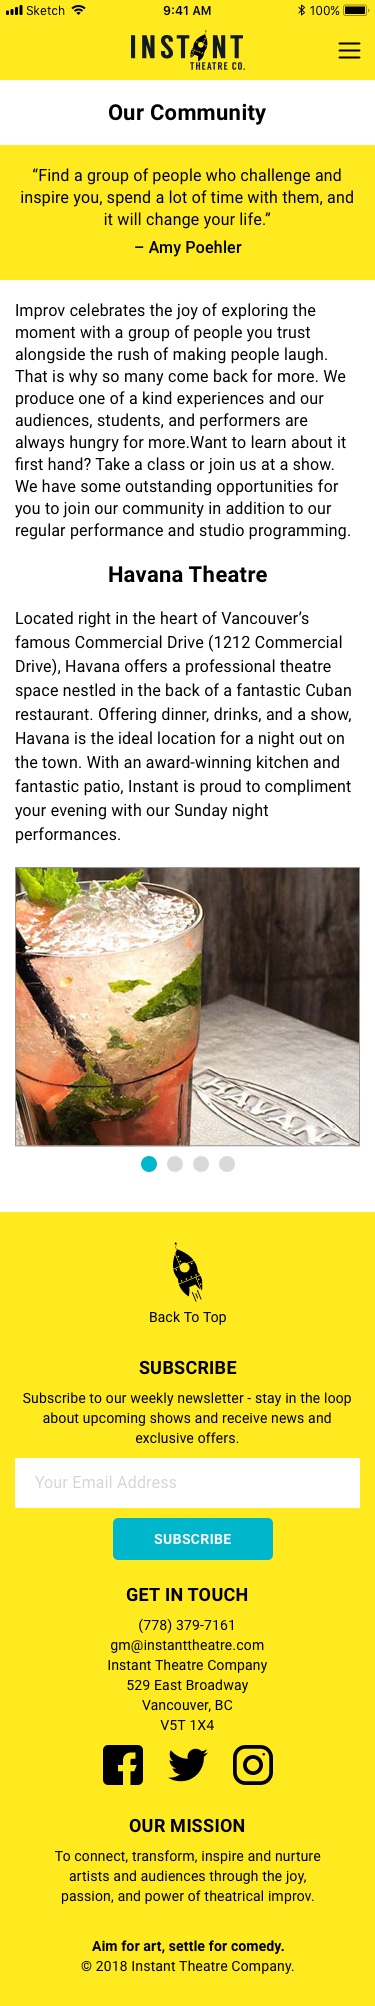 Sketch 9:41 AM 100%
INSTANT
THEATRE CO.
Our Community
“Find a group of people who challenge and
inspire you, spend a lot of time with them, and
it will change your life.”
– Amy Poehler
Improv celebrates the joy of exploring the
moment with a group of people you trust
alongside the rush of making people laugh.
That is why so many come back for more. We
produce one of a kind experiences and our
audiences, students, and performers are
always hungry for more.Want to learn about it
first hand? Take a class or join us at a show.
We have some outstanding opportunities for
you to join our community in addition to our
regular performance and studio programming.
Havana Theatre
Located right in the heart of Vancouver’s
famous Commercial Drive (1212 Commercial
Drive), Havana offers a professional theatre
space nestled in the back of a fantastic Cuban
restaurant. Offering dinner, drinks, and a show,
Havana is the ideal location for a night out on
the town. With an award-winning kitchen and
fantastic patio, Instant is proud to compliment
your evening with our Sunday night
performances.
HAVANA
Back To Top
SUBSCRIBE
Subscribe to our weekly newsletter - stay in the loop
about upcoming shows and receive news and
exclusive offers.
Your Email Address
SUBSCRIBE
GET IN TOUCH
(778) 379-7161
gm@instanttheatre.com
Instant Theatre Company
529 East Broadway
Vancouver, BC
V5T 1X4
OUR MISSION
To connect, transform, inspire and nurture
artists and audiences through the joy,
passion, and power of theatrical improv.
Aim for art, settle for comedy.
© 2018 Instant Theatre Company.